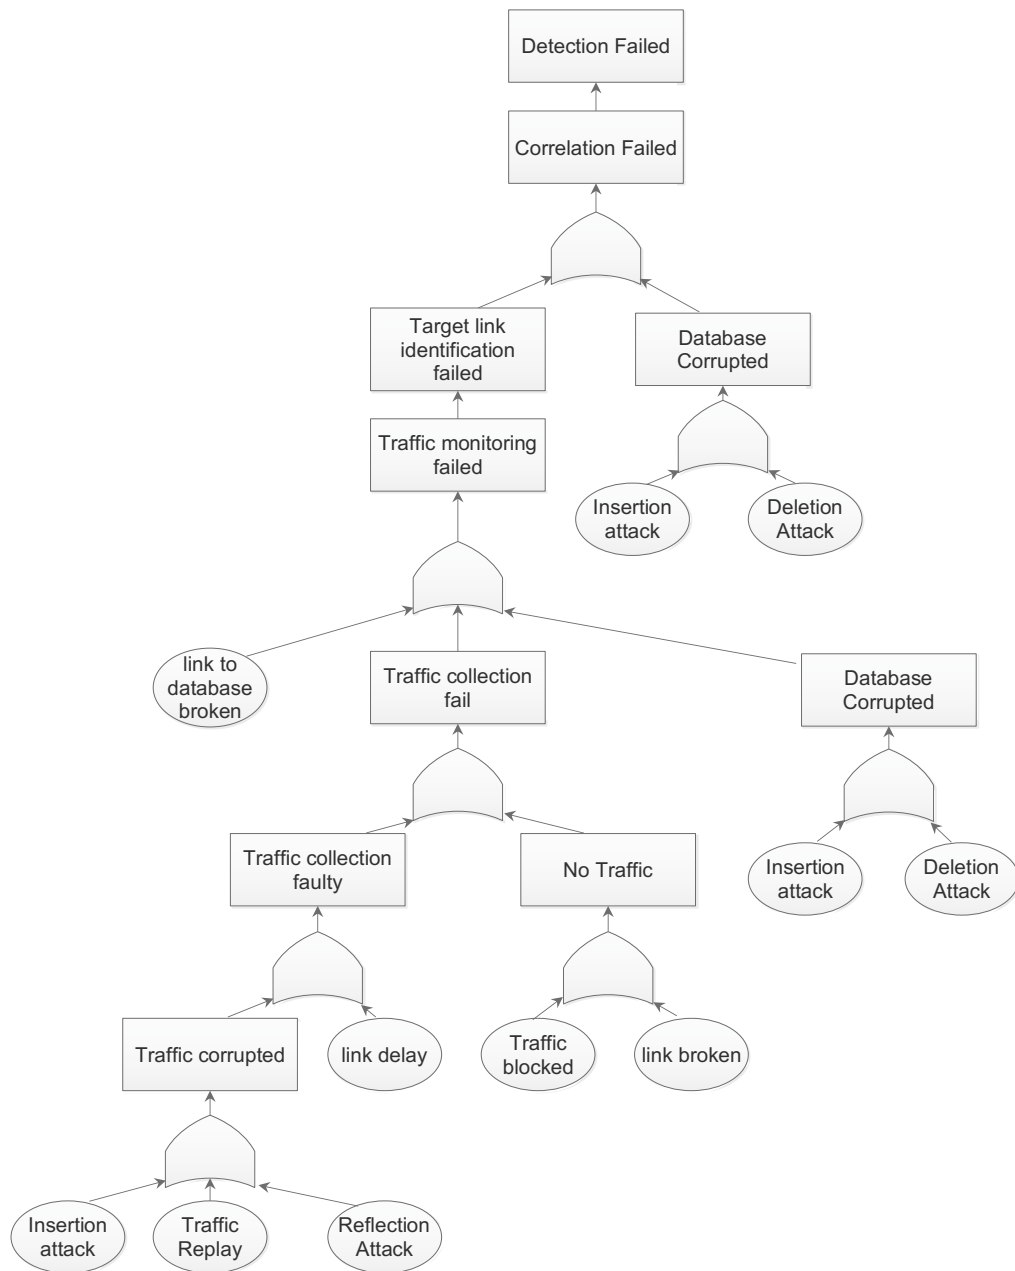 Detection Failed
Correlation Failed
Target link
identification
failed
Database
Corrupted
Traffic monitoring
failed
Insertion
attack
Deletion
Attack
link to
database
broken
Traffic collection
fail
Database
Corrupted
Traffic collection
faulty
No Traffic
Insertion
attack
Deletion
Attack
Traffic corrupted
link delay
Traffic
blocked
link broken
Insertion
attack
Traffic
Replay
Reflection
Attack